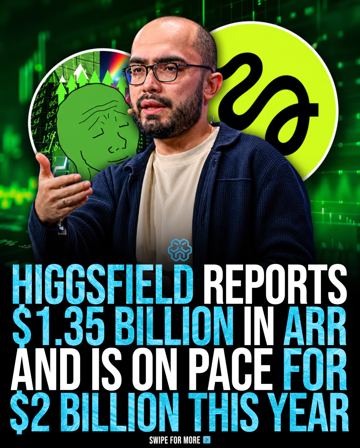 HIGGSFIELD REPORTS
$1.35 BILLION IN ARR
AND IS ON PACE FOR
$2 BILLION THIS YEAR
SWIPE FOR MORE